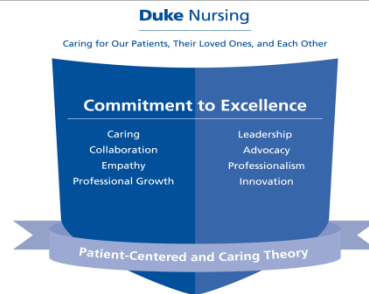 Duke Nursing
Caring for Our Patients, Their Loved Ones, and Each Other
Commitment to Excellence
Caring
Collaboration
Empathy
Professional Growth
Leadership
Advocacy
Professionalism
Innovation
Patient-Centered and Caring Theory